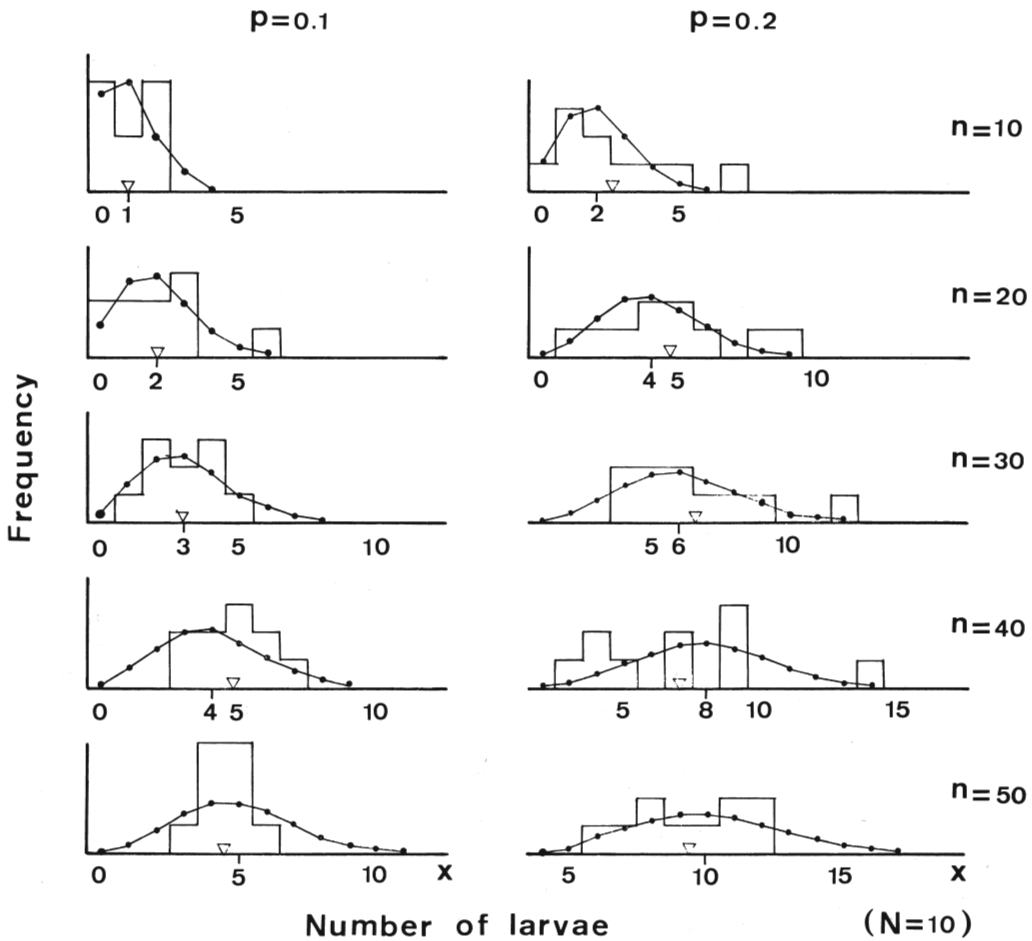 p=0.1 p=0.2
n=10
0 1 5 0 2 5
n=20
0 2 5 0 4 5 10
Frequency
n=30
0 3 5 10 5 6 10
n=40
0 4 5 10 5 8 10 15
n=50
0 5 10 x 5 10 15 x
Number of larvae (N=10)